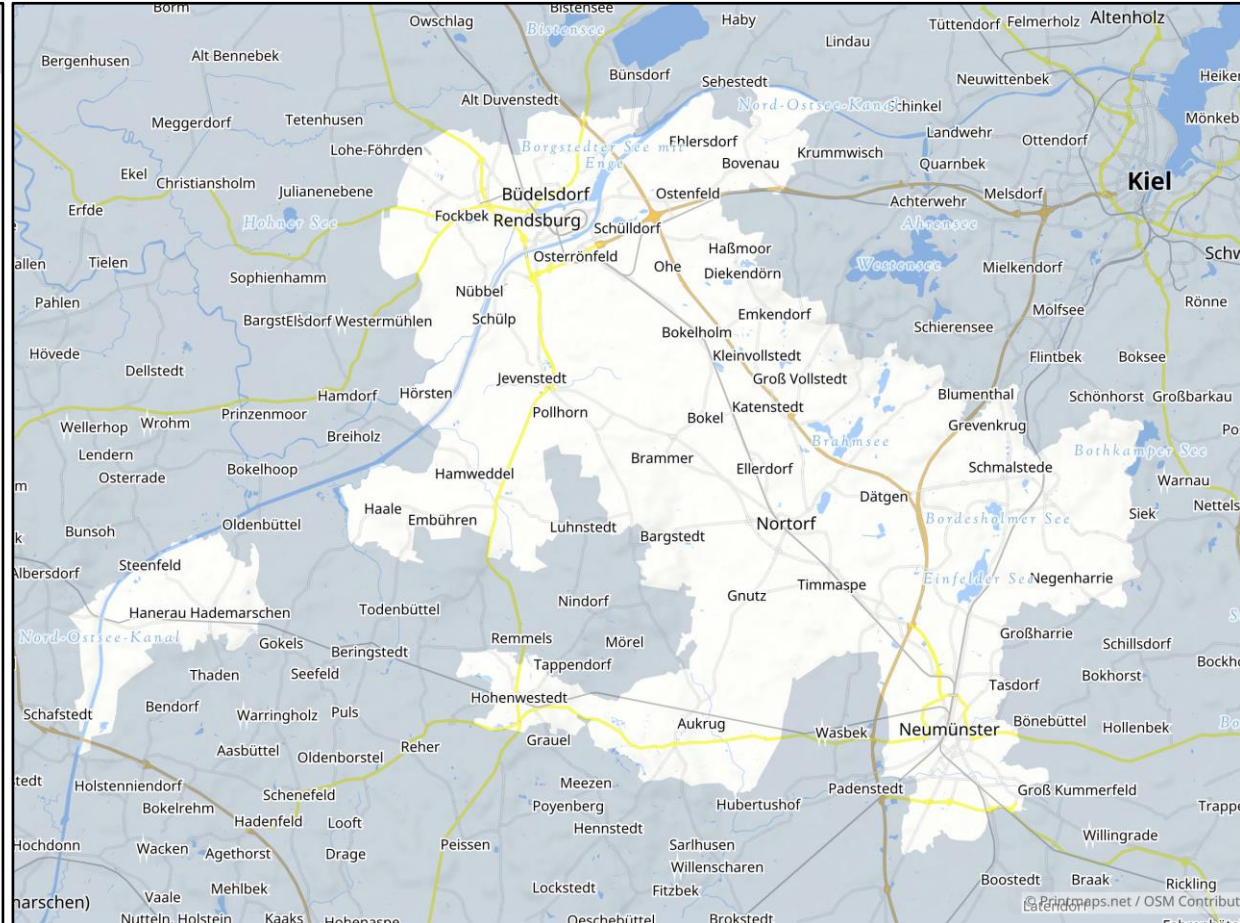 Borm
Owschlag
Bistensee
Bistensee
Haby
Tüttendorf
Felmerholz
Altenholz
Lindau
Bergenhusen
Alt Bennebek
Bünsdorf
Sehestedt
Neuwittenbek
Alt Duvenstedt
Nord-Ostsee-Kanal
Schinkel
Meggerdorf
Tetenhusen
Landwehr
Ottendorf
Lohe-Föhrden
Borgstedter See mit
Enge
Ehlersdorf
Bovenau
Krummwisch
Quarnbek
Ekel
Christiansholm
Julianenebene
Büdelsdorf
Ostenfeld
Achterwehr
Melsdorf
Kiel
Erfde
Hohner See
Fockbek
Rendsburg
Schülldorf
Ahrensee
Tielen
Osterrönfeld
Haßmoor
Westensee
Mielkendorf
Sophienhamm
Ohe
Diekendörn
Nübbel
Pahlen
Rönne
Molfsee
Elsdorf Westermühlen
Schülp
Emkendorf
Bokelholm
Schierensee
Hövede
Kleinvollstedt
Flintbek
Boksee
Dellstedt
Jevenstedt
Groß Vollstedt
Hamdorf
Hörsten
Blumenthal
Schönhorst
Großbarkau
Prinzenmoor
Pollhorn
Bokel
Katenstedt
Wellerhop
Wrohm
Grevenkrug
Breiholz
Brahmsee
Bothkamper See
Lendern
Brammer
Osterrade
Bokelhoop
Hamweddel
Ellerdorf
Schmalstede
Warnau
Dätgen
Haale
Embühren
Siek
Oldenbüttel
Luhnstedt
Nortorf
Bordesholmer See
Bunsoh
Bargstedt
Steenfeld
Albersdorf
Timmaspe
Einfelder See
Negenharrie
Gnutz
Nindorf
Todenbüttel
Hanerau Hademarschen
Nord-Ostsee-Kanal
Remmels
Mörel
Großharrie
Gokels
Beringstedt
Schillsdorf
Tappendorf
Thaden
Seefeld
Bokhorst
Tasdorf
Hohenwestedt
Bendorf
Schafstedt
Warringholz
Puls
Aukrug
Bönebüttel
Wasbek
Neumünster
Hollenbek
Grauel
Aasbüttel
Reher
Oldenborstel
Meezen
Holstenniendorf
Padenstedt
Groß Kummerfeld
Schenefeld
Poyenberg
Hubertushof
Bokelrehm
Hadenfeld
Looft
Hennstedt
Willingrade
Hochdonn
Wacken
Agethorst
Drage
Peissen
Sarlhusen
Willenscharen
Boostedt
Braak
Rickling
Mehlbek
Vaale
Lockstedt
Fitzbek
Latendorf
© Printmaps.net / OSM Contribut
Nutteln, Holstein
Kaaks
Hohenaspe
Oeschebüttel
Brokstedt